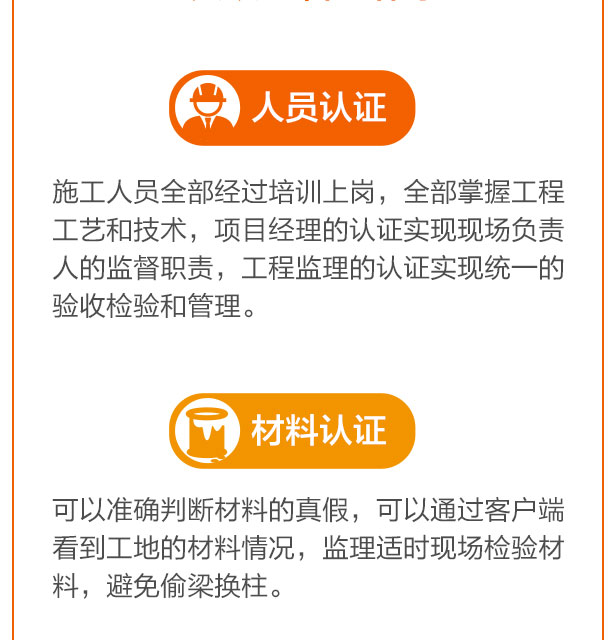 人员认证
施工人员全部经过培训上岗，全部掌握工程
工艺和技术，项目经理的认证实现现场负责
人的监督职责，工程监理的认证实现统一的
验收检验和管理。
材料认证
可以准确判断材料的真假，可以通过客户端
看到工地的材料情况，监理适时现场检验材
料，避免偷梁换柱。